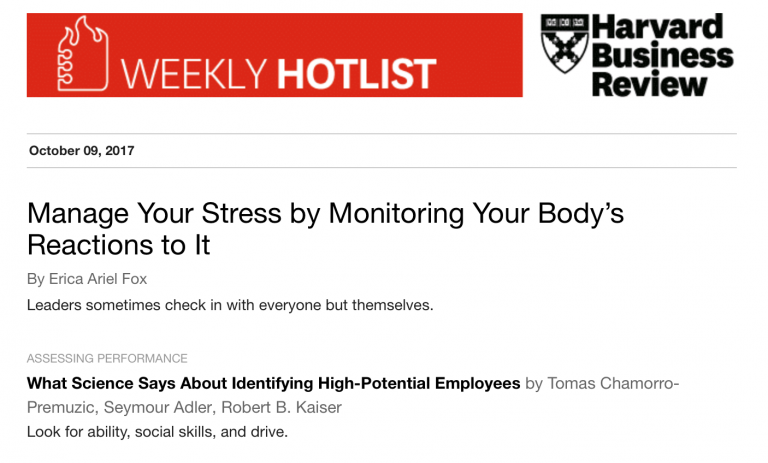 WEEKLY HOTLIST
Harvard
Business
Review
October 09, 2017
Manage Your Stress by Monitoring Your Body’s
Reactions to It
By Erica Ariel Fox
Leaders sometimes check in with everyone but themselves.
ASSESSING PERFORMANCE
What Science Says About Identifying High-Potential Employees by Tomas Chamorro-
Premuzic, Seymour Adler, Robert B. Kaiser
Look for ability, social skills, and drive.